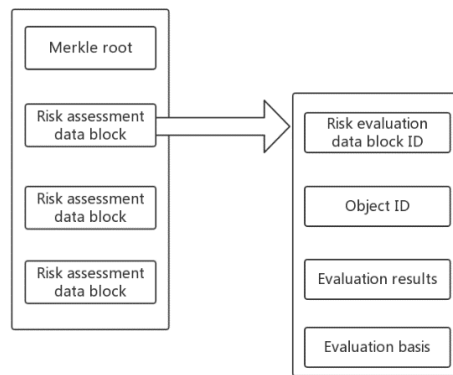 Merkle root
Risk assessment
data block
Risk assessment
data block
Risk assessment
data block
Risk evaluation
data block ID
Object ID
Evaluation results
Evaluation basis